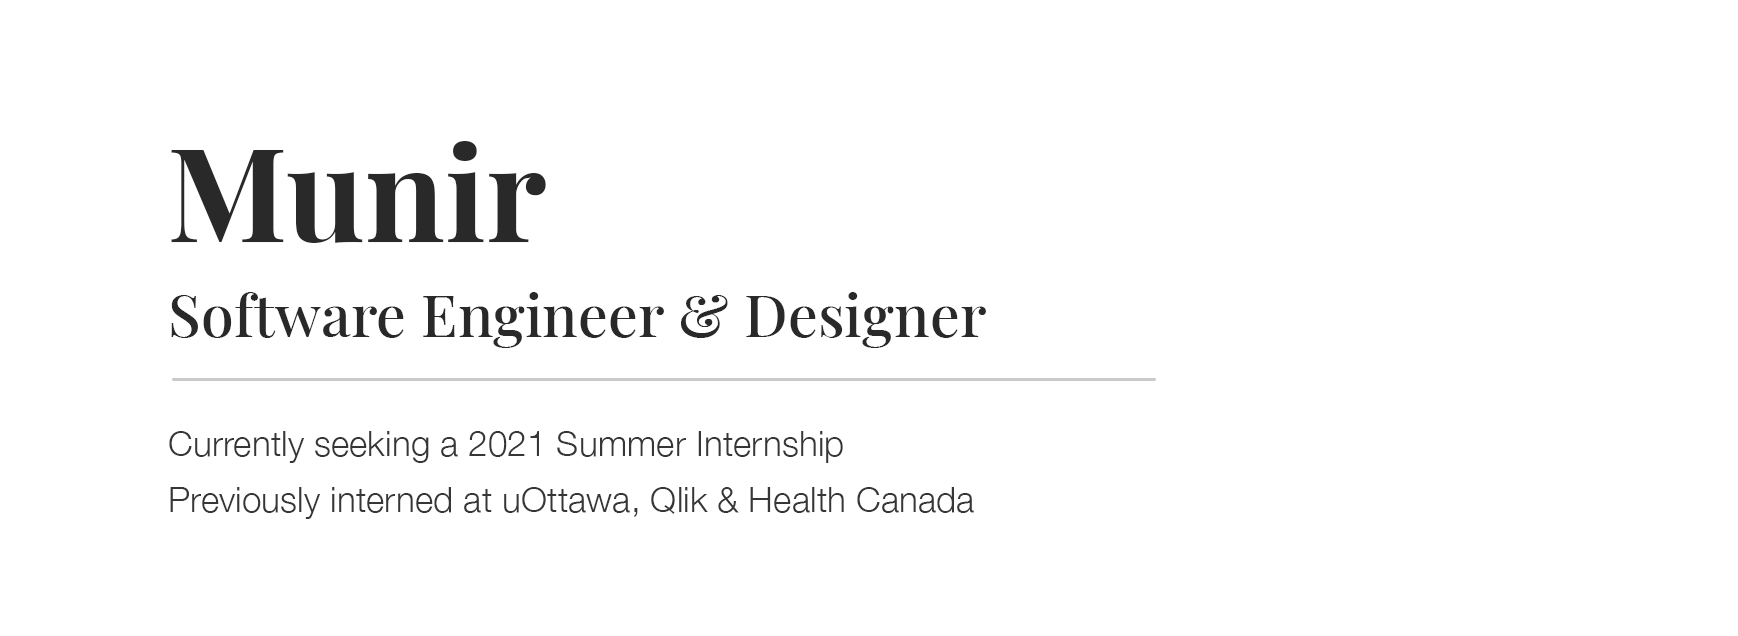 Munir
Software Engineer & Designer
Currently seeking a 2021 Summer Internship
Previously interned at uOttawa, Qlik & Health Canada